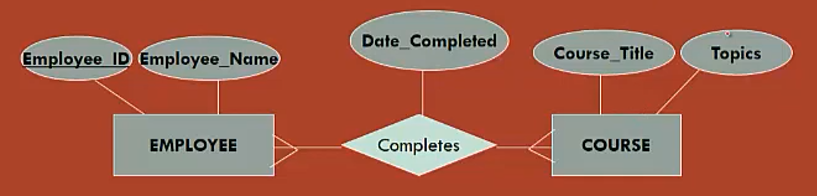 Employee_ID
Employee_Name
Date_Completed
Course_Title
Topics
EMPLOYEE
Completes
COURSE